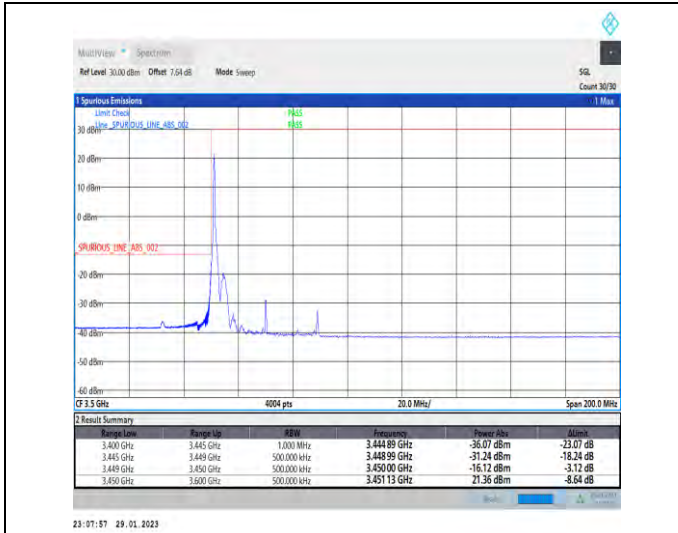 MultiView Spectrum
Ref Level 30.00 dBm Offset 7.64 dB Mode Sweep SGL
Count 30/30
1 Spurious Emissions 1 Max
Limit Check PASS
Line _SPURIOUS_LINE_ABS_002 PASS
30 dBm
20 dBm
10 dBm
0 dBm
_SPURIOUS_LINE_ABS_002
-20 dBm
-30 dBm
-40 dBm
-50 dBm
-60 dBm
CF 3.5 GHz 4004 pts 20.0 MHz/ Span 200.0 MHz
2 Result Summary
Range Low Range Up RBW Frequency Power Abs ΔLimit
3.400 GHz 3.445 GHz 1.000 MHz 3.444 89 GHz -36.07 dBm -23.07 dB
3.445 GHz 3.449 GHz 500.000 kHz 3.448 99 GHz -31.24 dBm -18.24 dB
3.449 GHz 3.450 GHz 500.000 kHz 3.450 00 GHz -16.12 dBm -3.12 dB
3.450 GHz 3.600 GHz 500.000 kHz 3.451 13 GHz 21.36 dBm -8.64 dB
23:07:57 29.01.2023